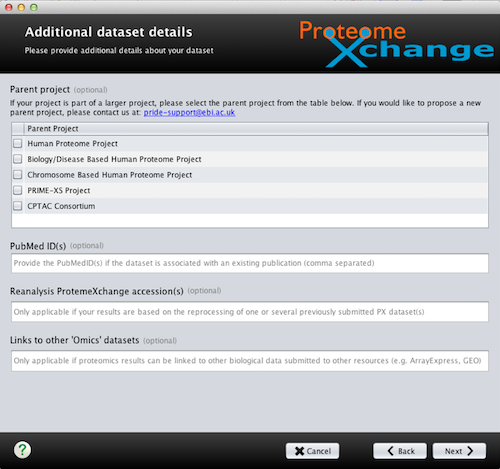 Additional dataset details
Please provide additional details about your dataset
Proteome
Xchange
Parent project (optional)
If your project is part of a larger project, please select the parent project from the table below. If you would like to propose a new
parent project, please contact us at: pride-support@ebi.ac.uk
Parent Project
Human Proteome Project
Biology/Disease Based Human Proteome Project
Chromosome Based Human Proteome Project
PRIME-XS Project
CPTAC Consortium
PubMed ID(s) (optional)
Provide the PubMedID(s) if the dataset is associated with an existing publication (comma separated)
Reanalysis ProtemeXchange accession(s) (optional)
Only applicable if your results are based on the reprocessing of one or several previously submitted PX dataset(s)
Links to other 'Omics' datasets (optional)
Only applicable if proteomics results can be linked to other biological data submitted to other resources (e.g. ArrayExpress, GEO)
? Cancel Back Next